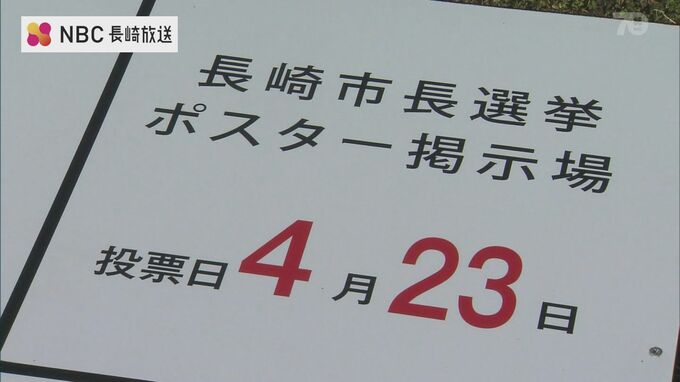 NBC 長崎放送
長崎市長選挙
ポスター掲示場
投票日4月23日